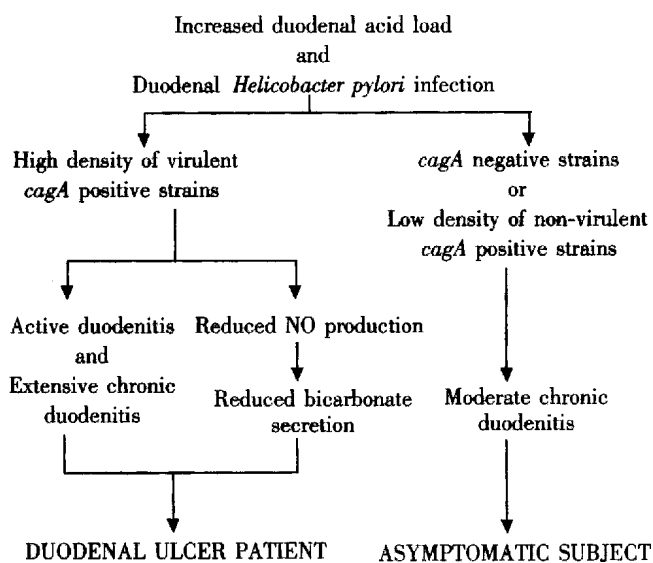 Increased duodenal acid load
and
Duodenal Helicobacter pylori infection
High density of virulent
cagA positive strains
cagA negative strains
or
Low density of non-virulent
cagA positive strains
Active duodenitis
and
Extensive chronic
duodenitis
Reduced NO production
Reduced bicarbonate
secretion
Moderate chronic
duodenitis
DUODENAL ULCER PATIENT
ASYMPTOMATIC SUBJECT